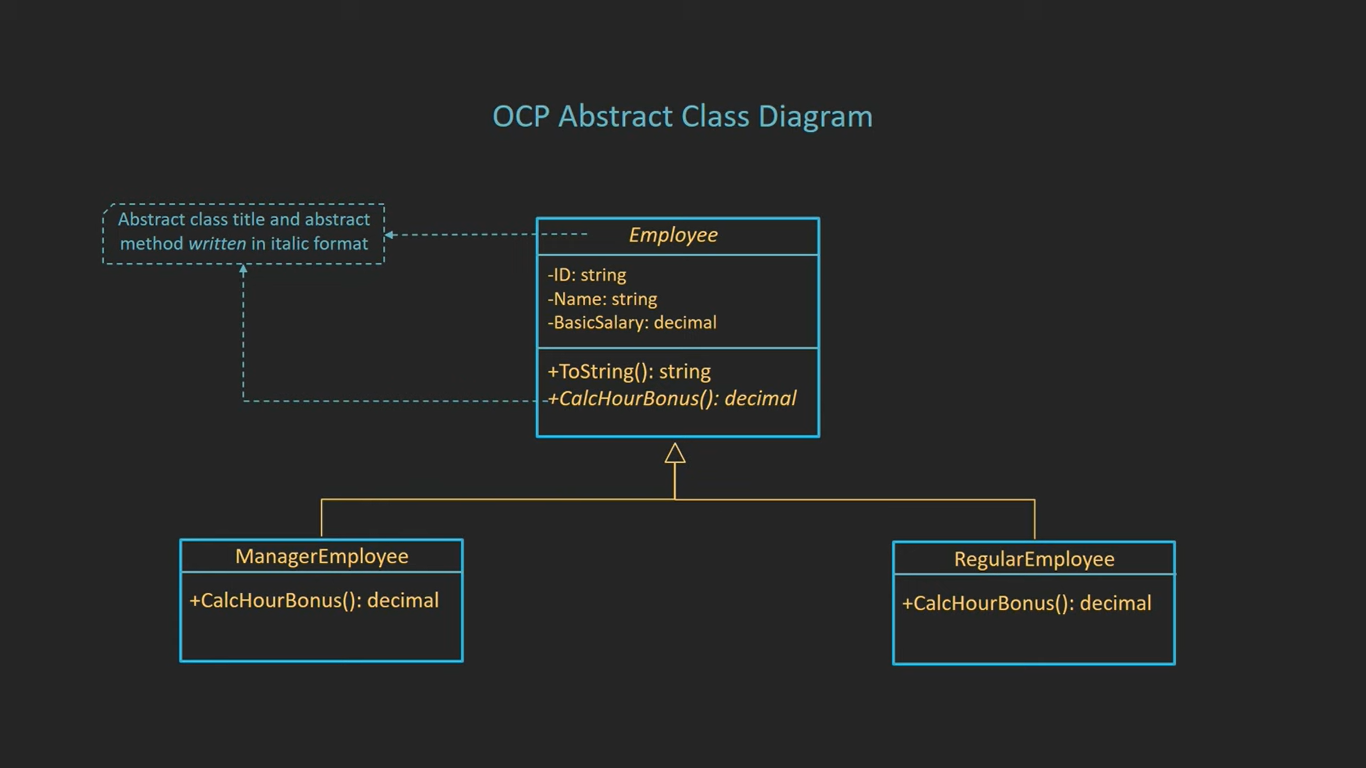 OCP Abstract Class Diagram
Abstract class title and abstract
method written in italic format
Employee
-ID: string
-Name: string
-BasicSalary: decimal
+ToString(): string
+CalcHourBonus(): decimal
ManagerEmployee
+CalcHourBonus(): decimal
RegularEmployee
+CalcHourBonus(): decimal